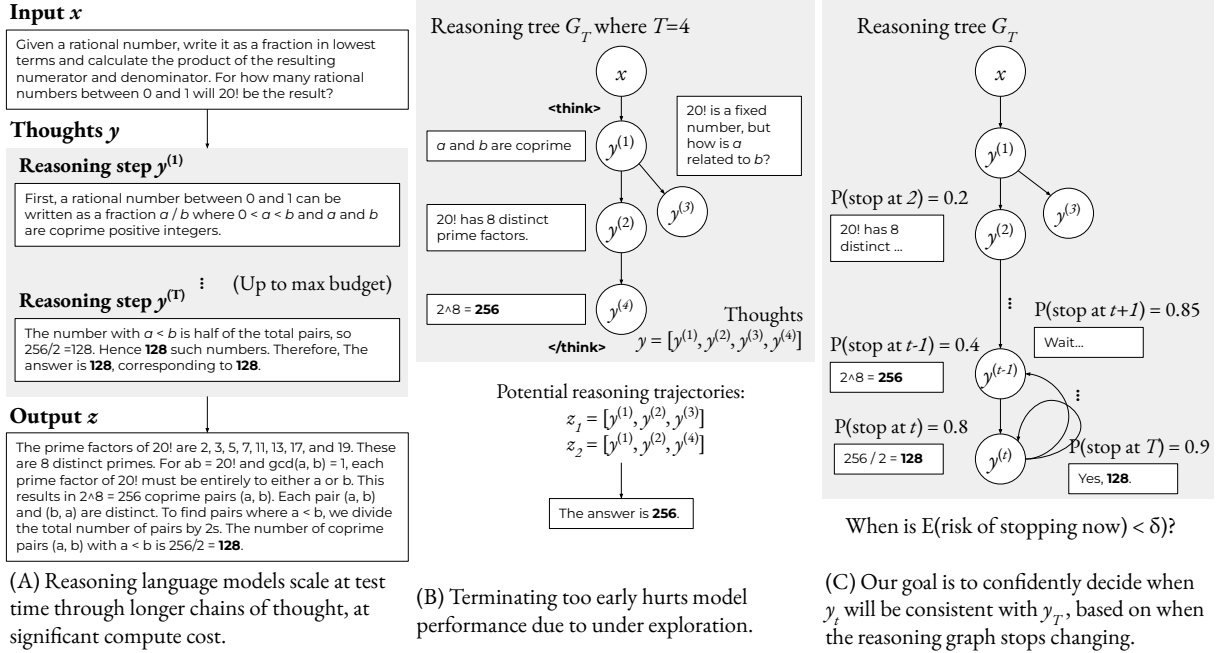 Input x
Given a rational number, write it as a fraction in lowest
terms and calculate the product of the resulting
numerator and denominator. For how many rational
numbers between 0 and 1 will 20! be the result?
Thoughts y
Reasoning step y^(1)
First, a rational number between 0 and 1 can be
written as a fraction a / b where 0 < a < b and a and b
are coprime positive integers.
⋮ (Up to max budget)
Reasoning step y^(T)
The number with a < b is half of the total pairs, so
256/2 =128. Hence 128 such numbers. Therefore, The
answer is 128, corresponding to 128.
Output z
The prime factors of 20! are 2, 3, 5, 7, 11, 13, 17, and 19. These
are 8 distinct primes. For ab = 20! and gcd(a, b) = 1, each
prime factor of 20! must be entirely to either a or b. This
results in 2^8 = 256 coprime pairs (a, b). Each pair (a, b)
and (b, a) are distinct. To find pairs where a < b, we divide
the total number of pairs by 2s. The number of coprime
pairs (a, b) with a < b is 256/2 = 128.
(A) Reasoning language models scale at test
time through longer chains of thought, at
significant compute cost.
Reasoning tree G_T where T=4
x
<think>
20! is a fixed
number, but
how is a
related to b?
a and b are coprime
y^(1)
y^(3)
20! has 8 distinct
prime factors.
y^(2)
2^8 = 256
y^(4)
Thoughts
</think>
y = [y^(1), y^(2), y^(3), y^(4)]
Potential reasoning trajectories:
z_1 = [y^(1), y^(2), y^(3)]
z_2 = [y^(1), y^(2), y^(4)]
The answer is 256.
(B) Terminating too early hurts model
performance due to under exploration.
Reasoning tree G_T
x
y^(1)
P(stop at 2) = 0.2
y^(3)
20! has 8
distinct ...
y^(2)
⋮
P(stop at t+1) = 0.85
Wait...
P(stop at t-1) = 0.4
2^8 = 256
y^(t-1)
⋮
P(stop at t) = 0.8
256 / 2 = 128
y^(t)
P(stop at T) = 0.9
Yes, 128.
When is E(risk of stopping now) < δ)?
(C) Our goal is to confidently decide when
y_t will be consistent with y_T, based on when
the reasoning graph stops changing.